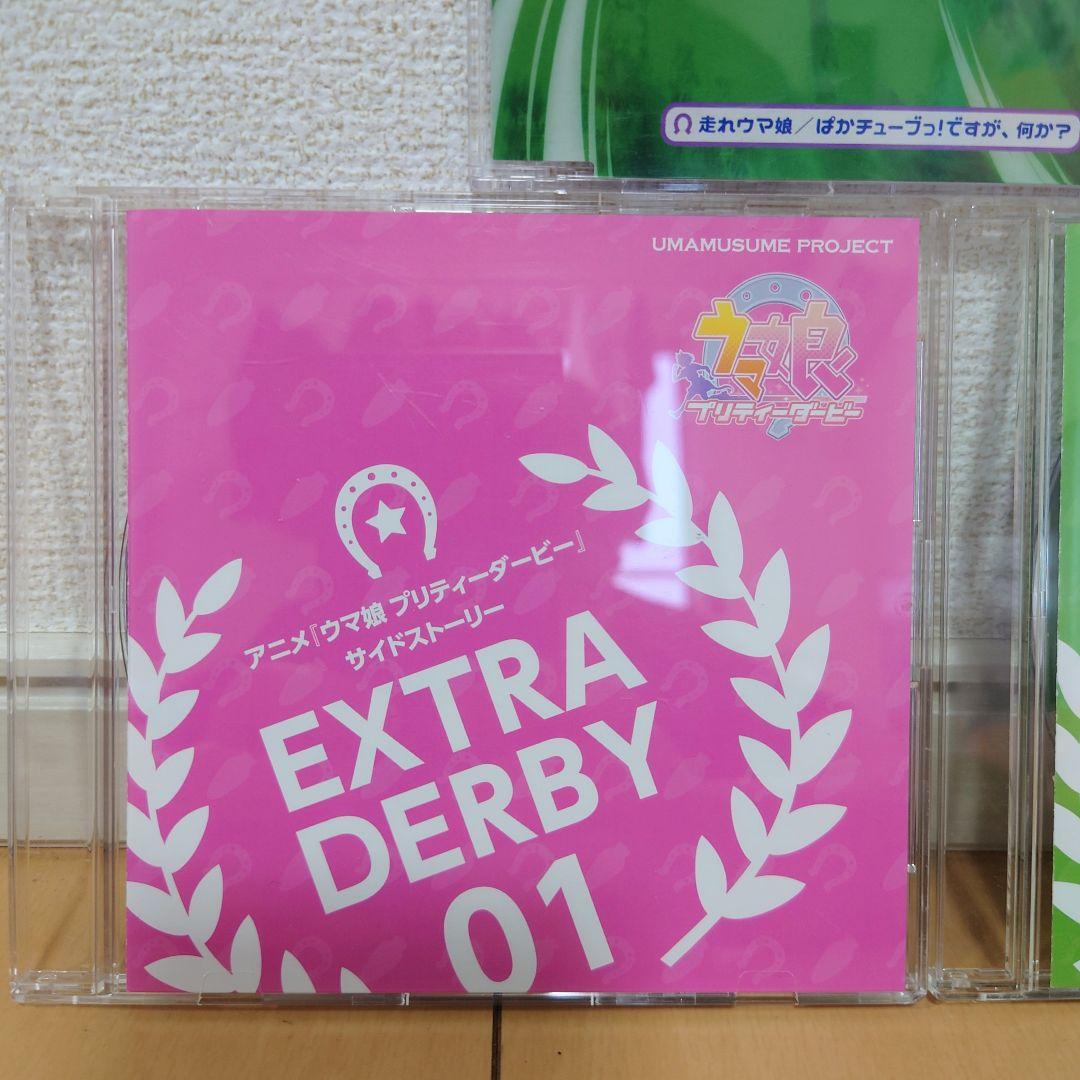 走れウマ娘／ぱかチューブっ!ですが、何か?
UMAMUSUME PROJECT
ウマ娘
プリティーダービー
アニメ『ウマ娘 プリティーダービー』
サイドストーリー
EXTRA
DERBY
01